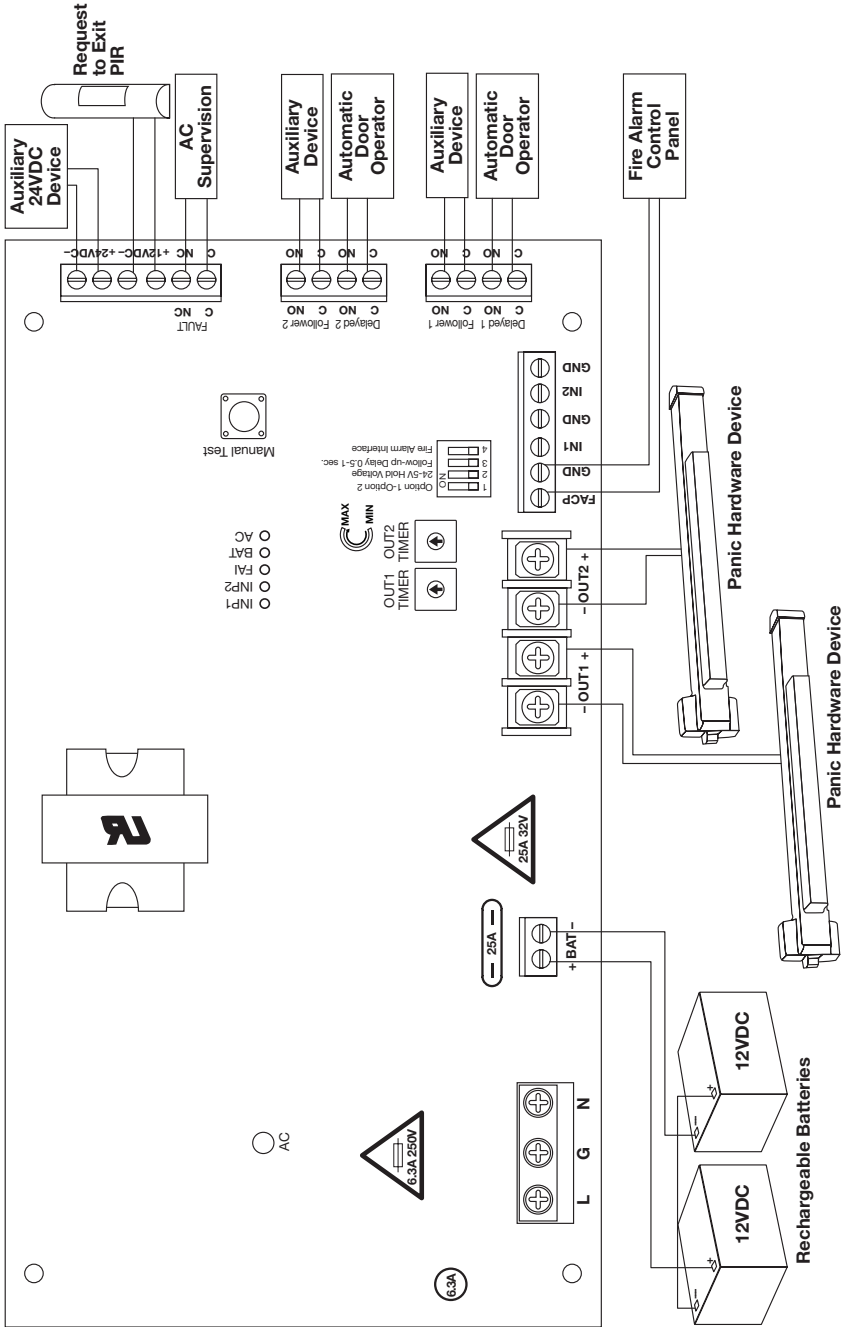 Auxiliary
24VDC
Device
Request
to Exit
PIR
AC
Supervision
Auxiliary
Device
Automatic
Door
Operator
Auxiliary
Device
Automatic
Door
Operator
Fire Alarm
Control
Panel
+24VDC–
+12VDC–
NC
C
NC
C
FAULT
NO
C
NO
C
NO
C
NO
C
Follower 2
Delayed 2
NO
C
NO
C
NO
C
NO
C
Follower 1
Delayed 1
Manual Test
AC
BAT
FAI
INP2
INP1
MAX
MIN
OUT1
TIMER
OUT2
TIMER
Option 1-Option 2
24-5V Hold Voltage
Follow-up Delay 0.5-1 sec.
Fire Alarm Interface
ON
1
2
3
4
FACP
GND
IN1
GND
IN2
GND
– OUT1 +
– OUT2 +
Panic Hardware Device
Panic Hardware Device
UR
25A 32V
– 25A –
+ BAT –
AC
6.3A 250V
6.3A
L
G
N
12VDC
– +
12VDC
– +
Rechargeable Batteries